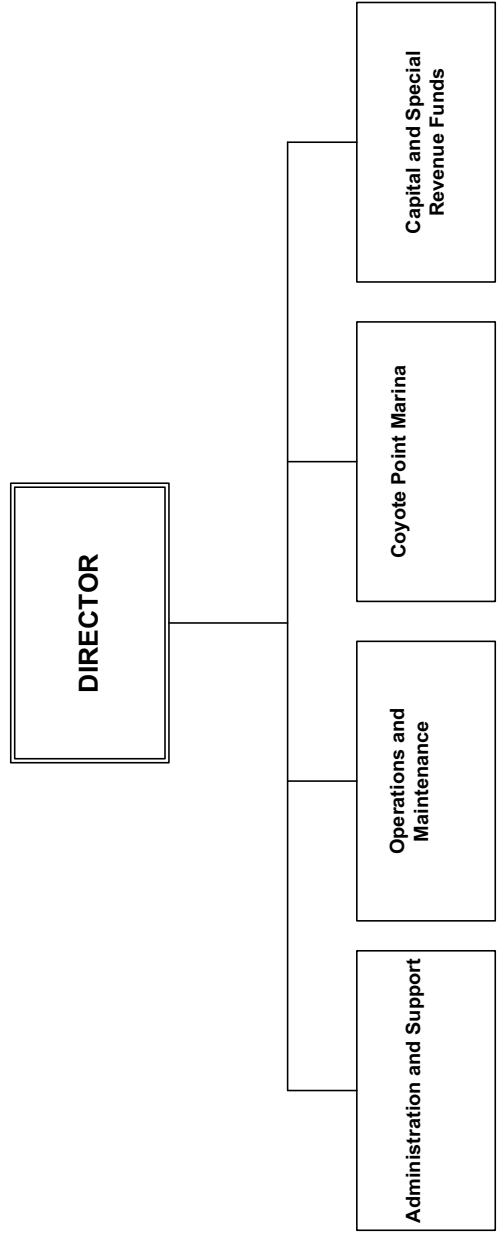 DIRECTOR
Administration and Support
Operations and
Maintenance
Coyote Point Marina
Capital and Special
Revenue Funds